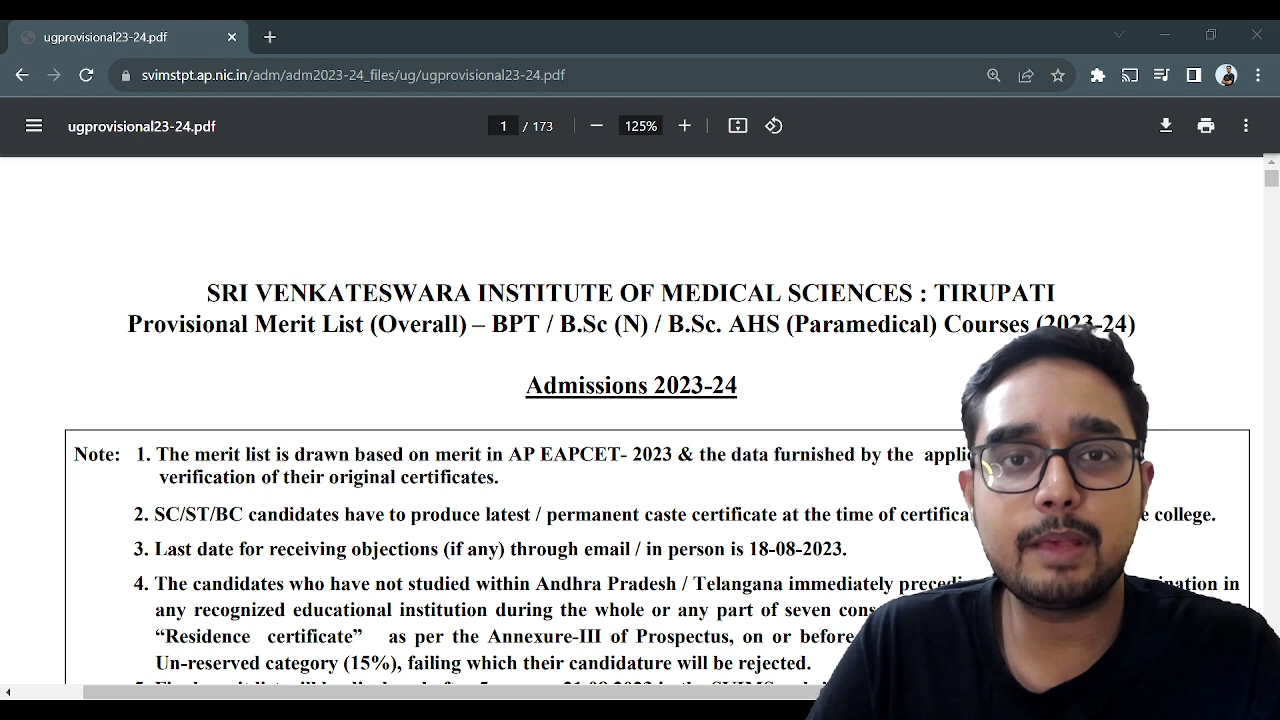 ugprovisional23-24.pdf
svimstpt.ap.nic.in/adm/adm2023-24_files/ug/ugprovisional23-24.pdf
ugprovisional23-24.pdf 1 / 173 125%
SRI VENKATESWARA INSTITUTE OF MEDICAL SCIENCES : TIRUPATI
Provisional Merit List (Overall) – BPT / B.Sc (N) / B.Sc. AHS (Paramedical) Courses (2023-24)
Admissions 2023-24
Note: 1. The merit list is drawn based on merit in AP EAPCET- 2023 & the data furnished by the
verification of their original certificates.
2. SC/ST/BC candidates have to produce latest / permanent caste certificate at the time of college.
3. Last date for receiving objections (if any) through email / in person is 18-08-2023.
4. The candidates who have not studied within Andhra Pradesh / Telangana immediately in
any recognized educational institution during the whole or any part of seven
“Residence certificate” as per the Annexure-III of Prospectus, on or before
Un-reserved category (15%), failing which their candidature will be rejected.